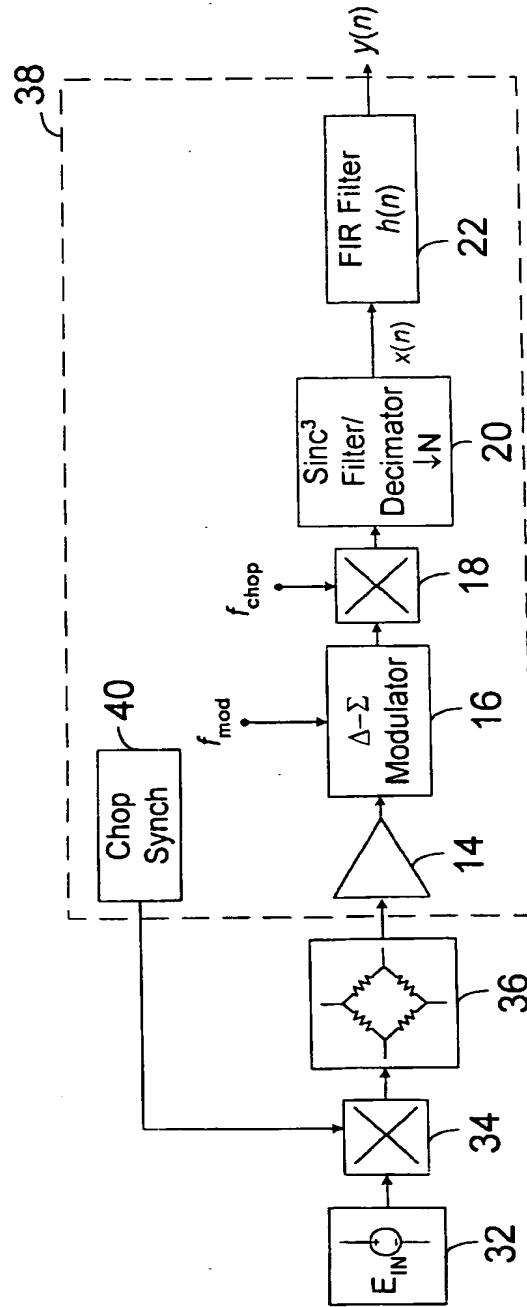 38
40
Chop
Synch
f_mod
f_chop
E_IN
32
34
36
14
Δ–Σ
Modulator
16
18
Sinc³
Filter/
Decimator
↓N
20
x(n)
FIR Filter
h(n)
22
y(n)